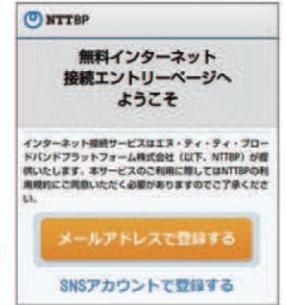 NTTBP
無料インターネット
接続エントリーページへ
ようこそ
インターネット接続サービスはエヌ・ティ・ティ・ブロー
ドバンドプラットフォーム株式会社（以下、NTTBP）が提
供いたします。本サービスのご利用に際してはNTTBPの利
用規約にご同意いただく必要がありますのでご了承くださ
い。
メールアドレスで登録する
SNSアカウントで登録する